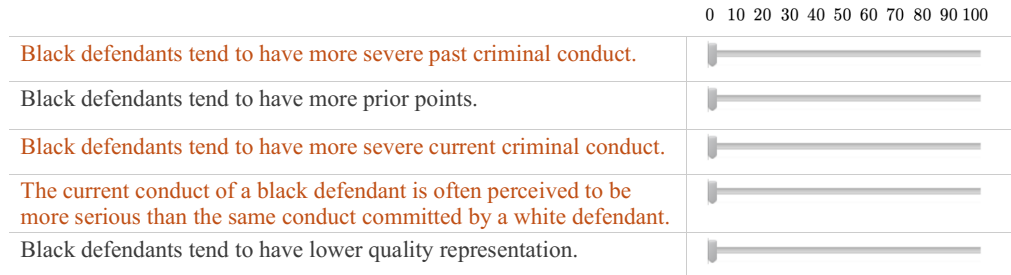 0 10 20 30 40 50 60 70 80 90 100
Black defendants tend to have more severe past criminal conduct.
Black defendants tend to have more prior points.
Black defendants tend to have more severe current criminal conduct.
The current conduct of a black defendant is often perceived to be
more serious than the same conduct committed by a white defendant.
Black defendants tend to have lower quality representation.